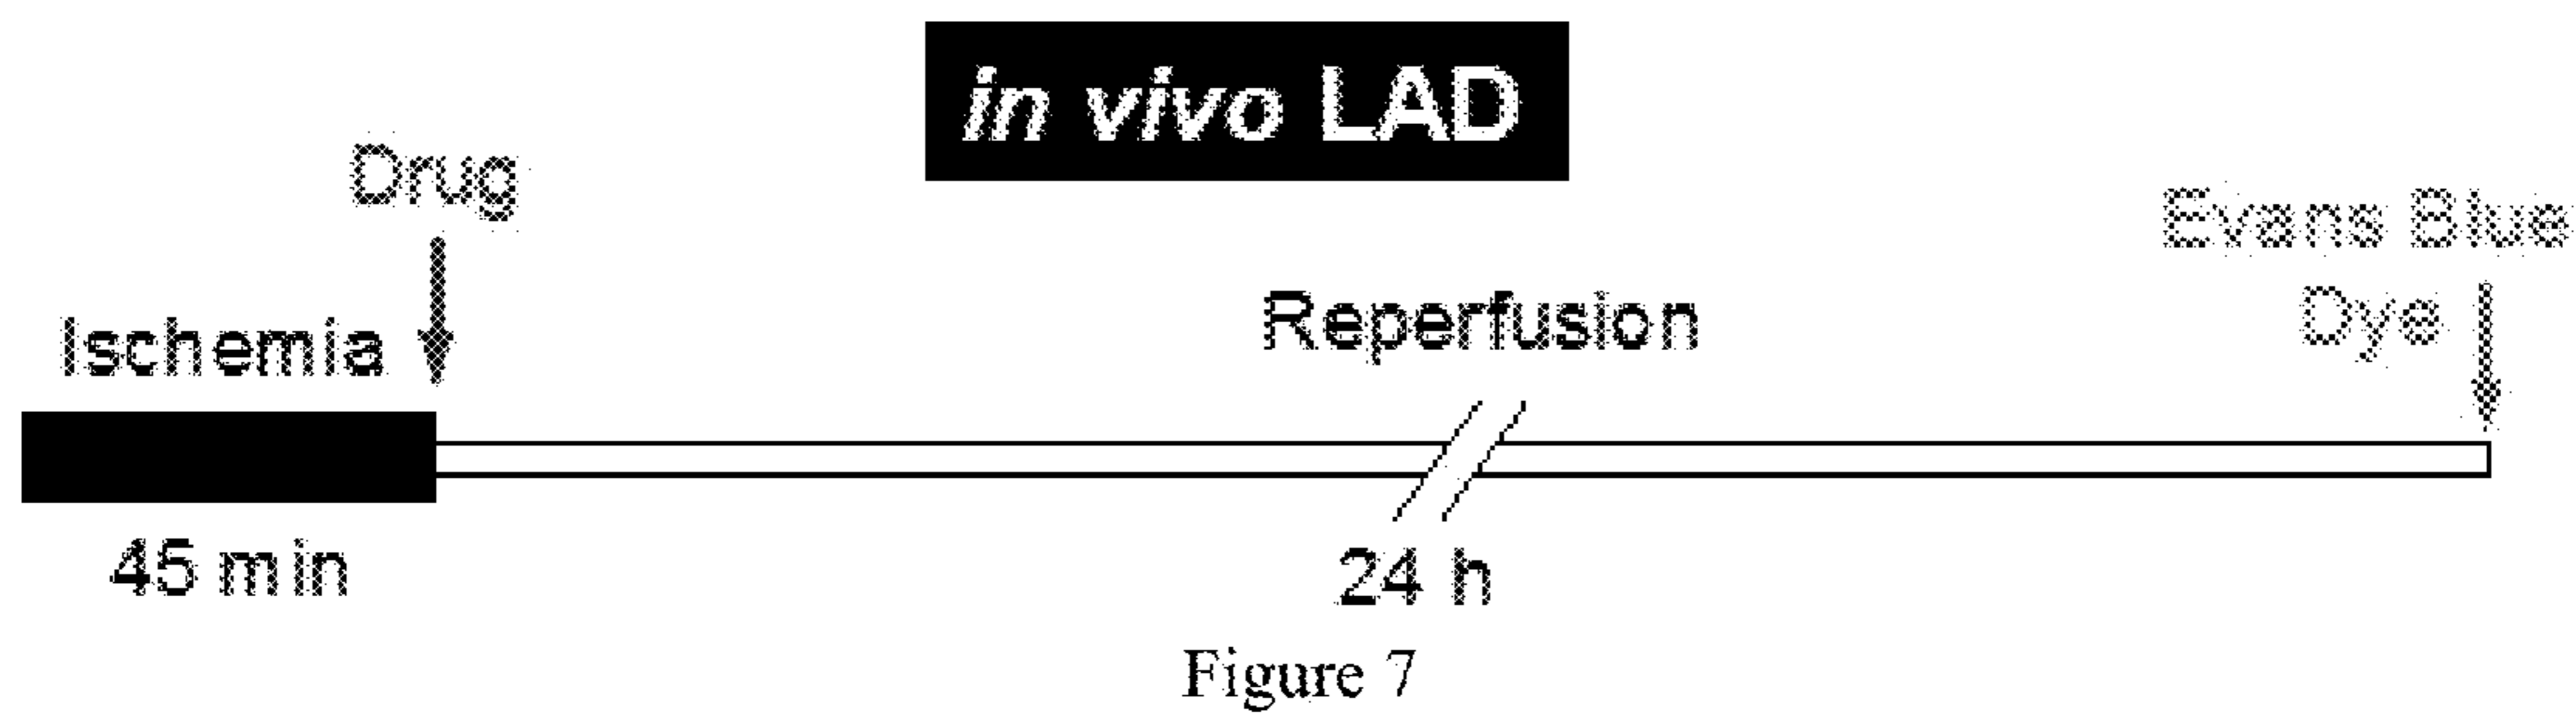 in vivo LAD
Drug
Evans Blue
Dye
Ischemia
Reperfusion
45 min
24 h
Figure 7